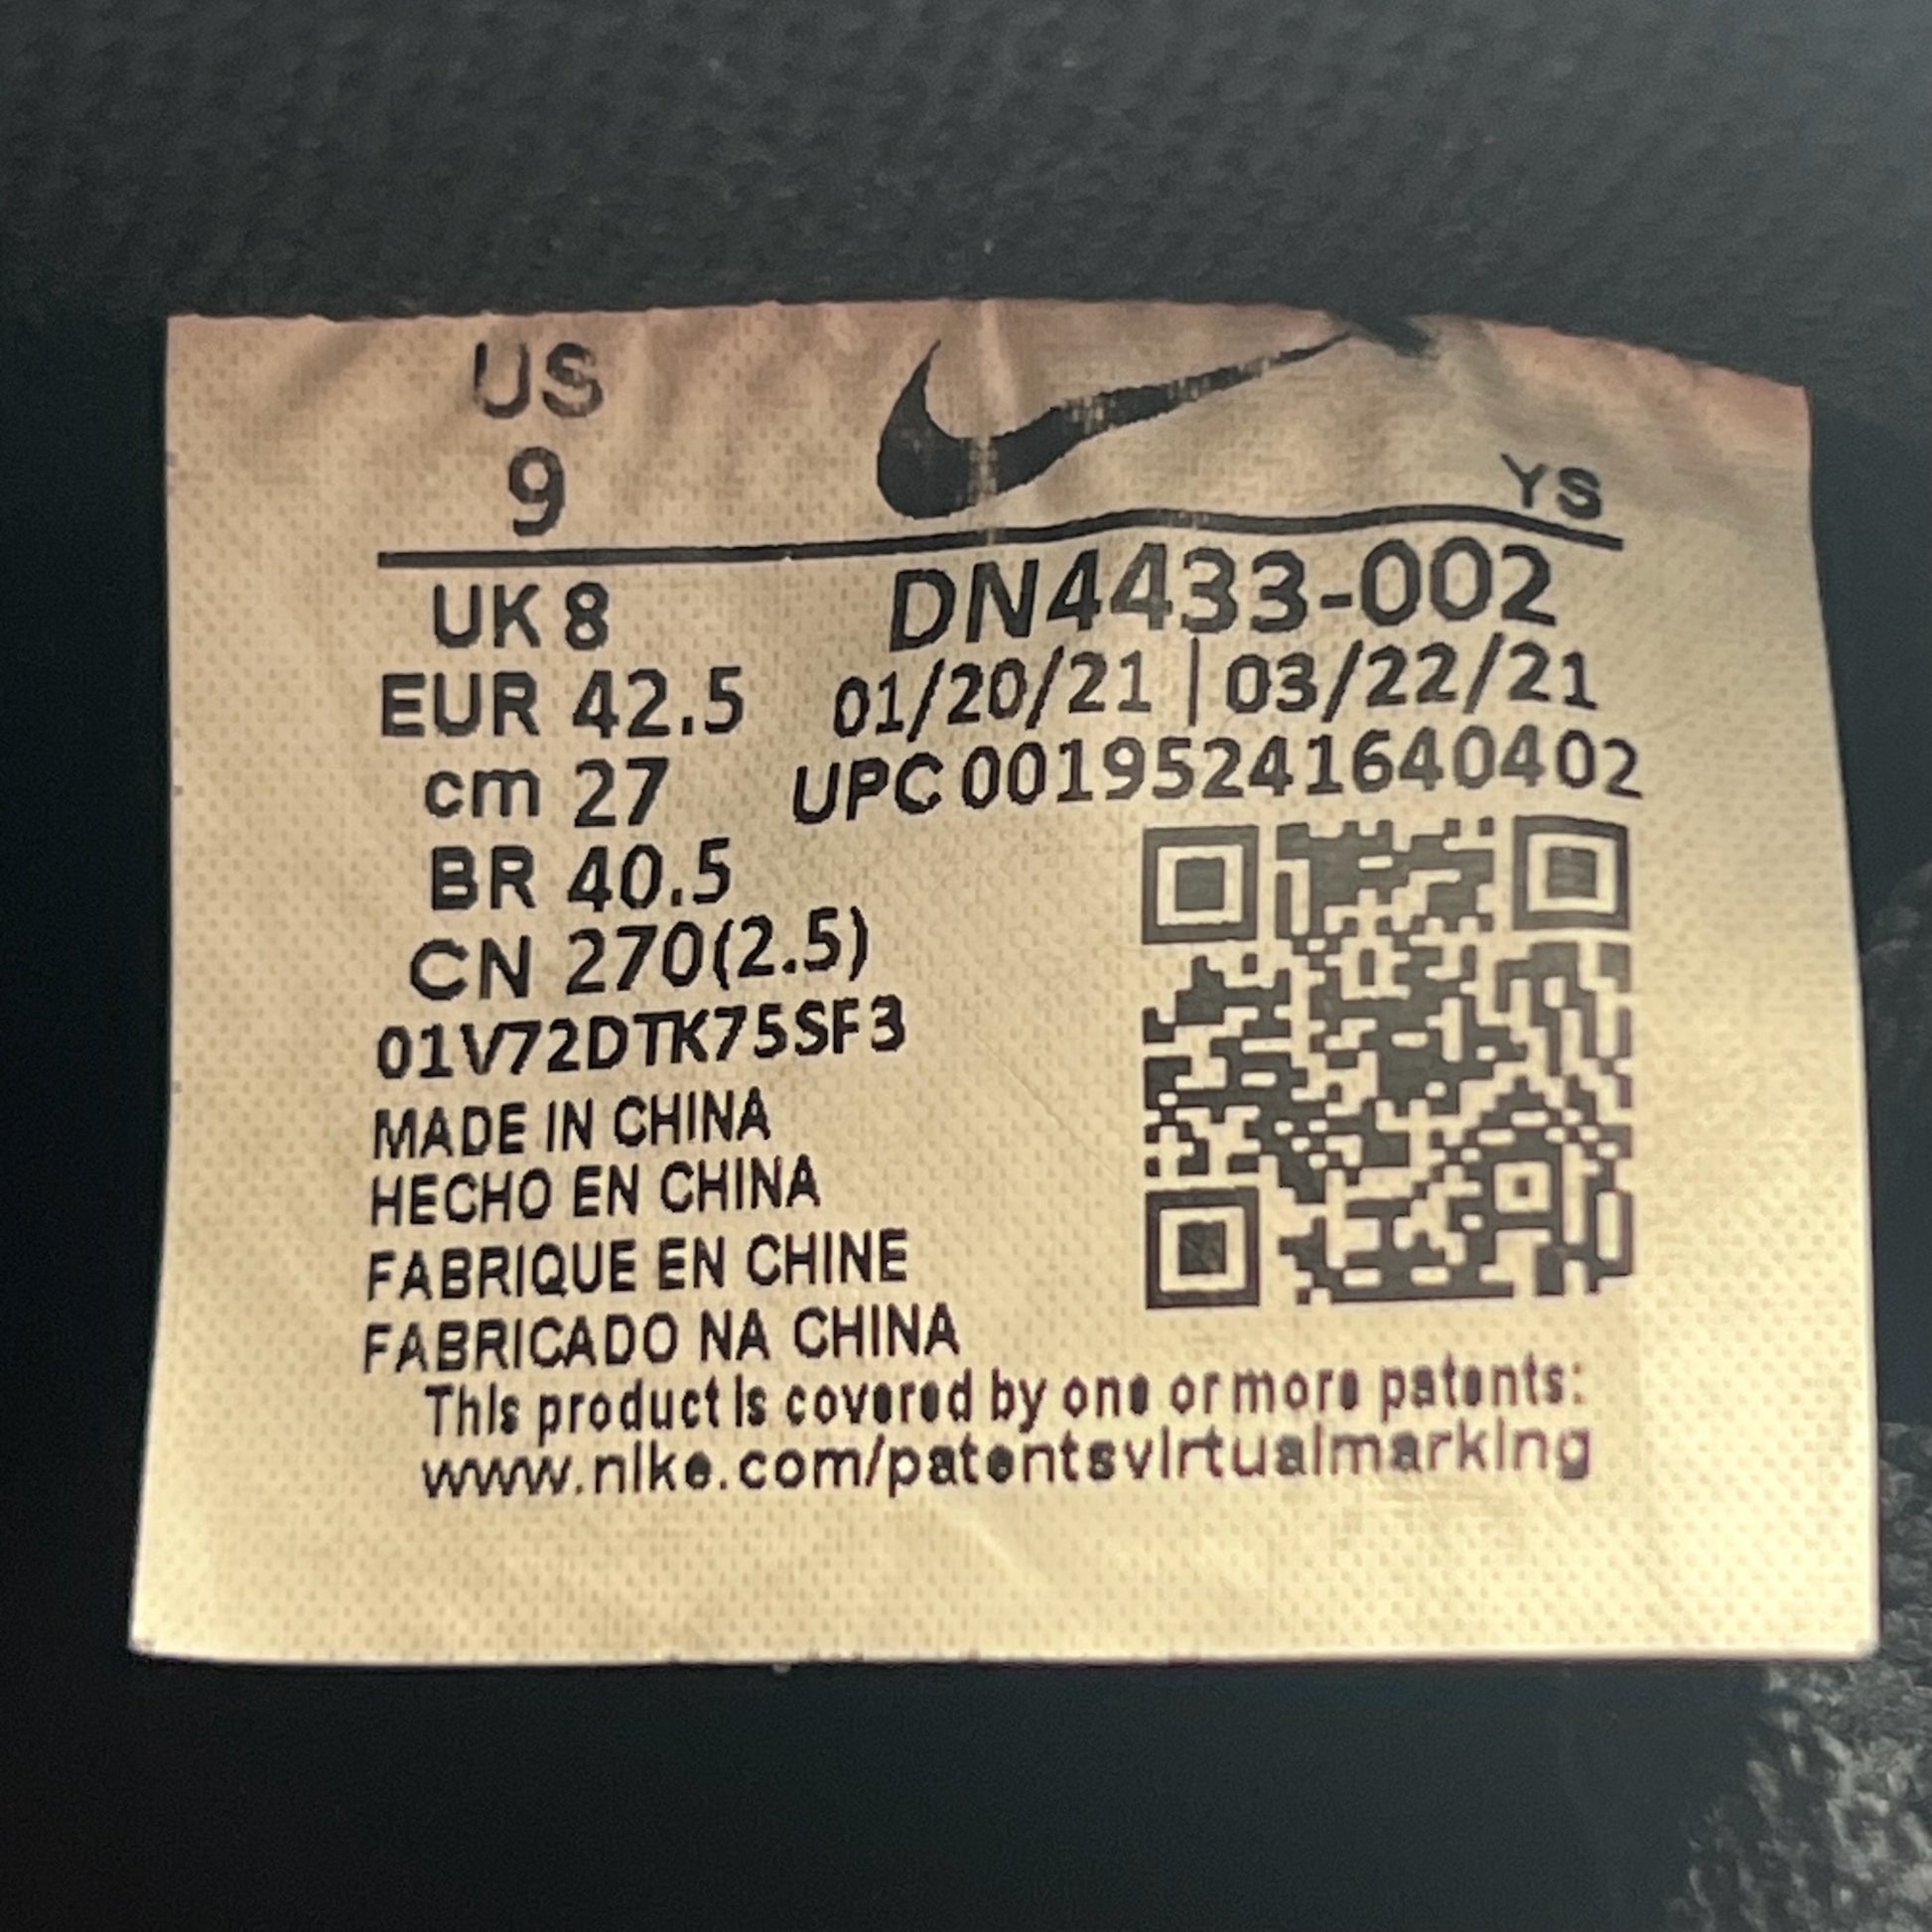 US
9
YS
UK 8
DN4433-002
EUR 42.5
01/20/21 | 03/22/21
cm 27
UPC 00195241640402
BR 40.5
CN 270(2.5)
01V72DTK75SF3
MADE IN CHINA
HECHO EN CHINA
FABRIQUE EN CHINE
FABRICADO NA CHINA
This product is covered by one or more patents:
www.nike.com/patentsvirtualmarking